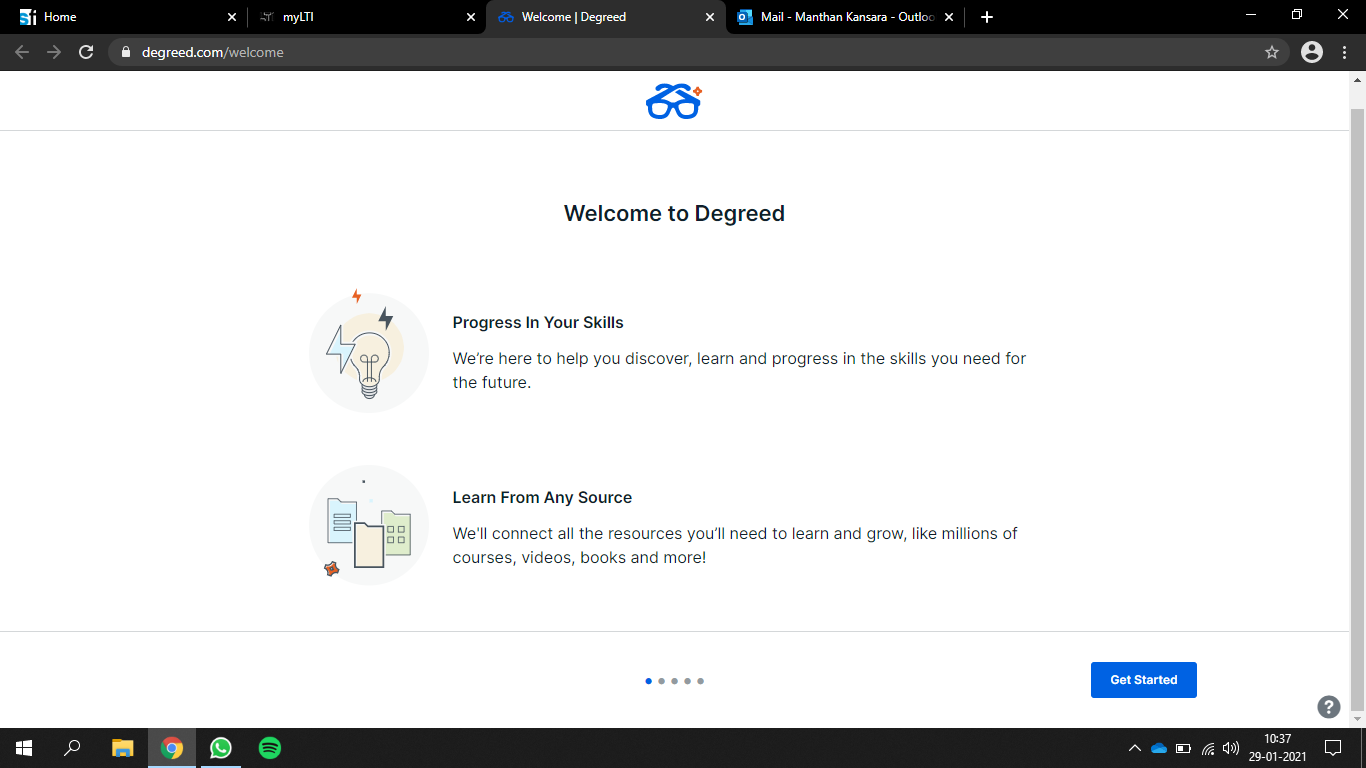 Home
myLTI
Welcome | Degreed
Mail - Manthan Kansara - Outloo
degreed.com/welcome
Welcome to Degreed
Progress In Your Skills
We’re here to help you discover, learn and progress in the skills you need for
the future.
Learn From Any Source
We'll connect all the resources you’ll need to learn and grow, like millions of
courses, videos, books and more!
Get Started
?
10:37
29-01-2021